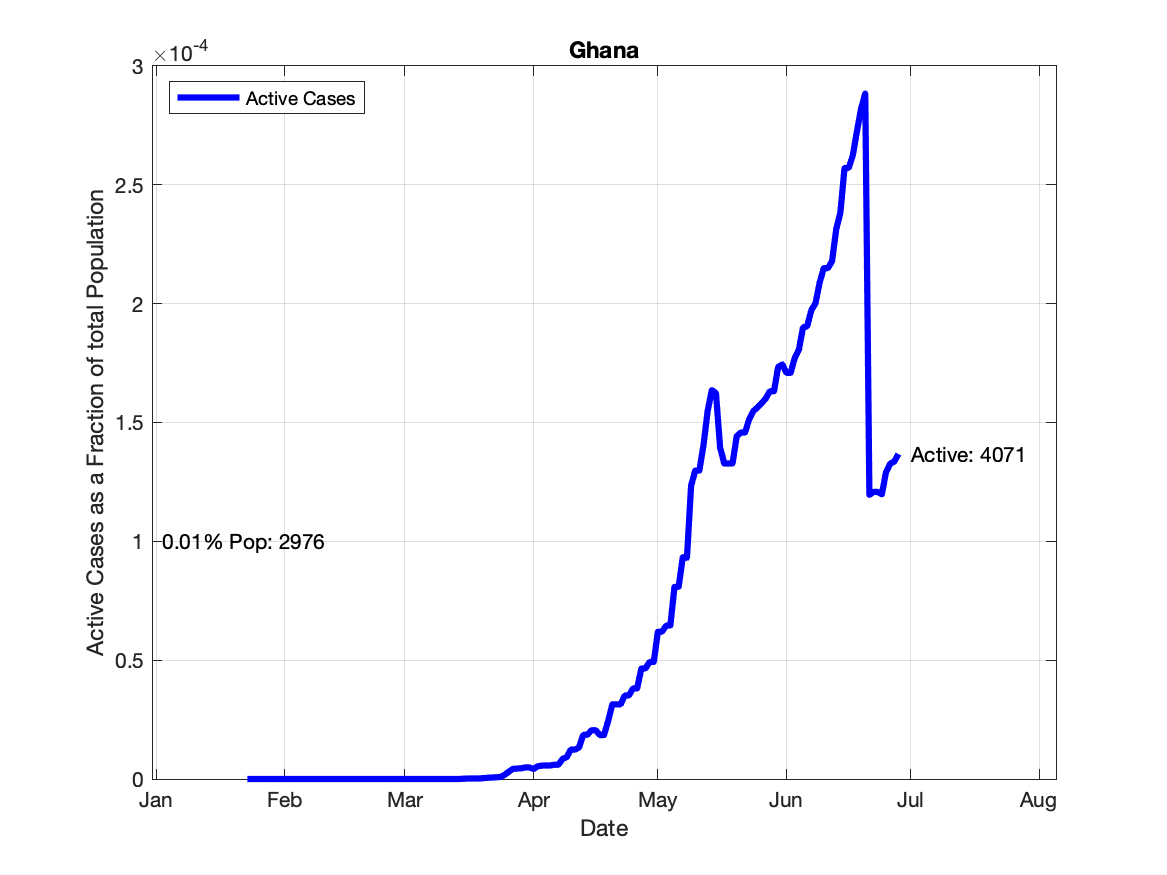 Ghana
×10-4
3
2.5
2
1.5
1
0.5
0
Active Cases as a Fraction of total Population
Active Cases
0.01% Pop: 2976
Active: 4071
Jan Feb Mar Apr May Jun Jul Aug
Date